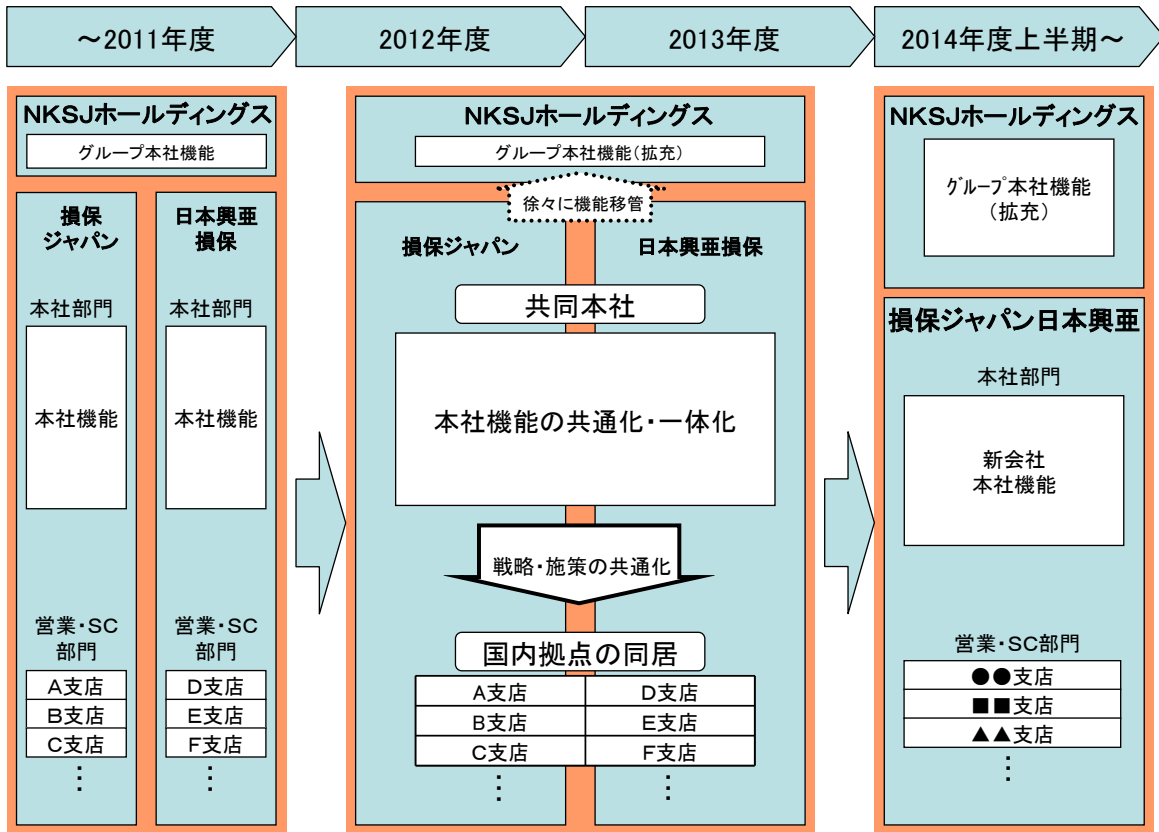 ～2011年度
2012年度
2013年度
2014年度上半期～
NKSJホールディングス
グループ本社機能
損保
ジャパン
本社部門
本社機能
営業・SC
部門
A支店
B支店
C支店
⋮
日本興亜
損保
本社部門
本社機能
営業・SC
部門
D支店
E支店
F支店
⋮
NKSJホールディングス
グループ本社機能(拡充)
徐々に機能移管
損保ジャパン
日本興亜損保
共同本社
本社機能の共通化・一体化
戦略・施策の共通化
国内拠点の同居
A支店 D支店
B支店 E支店
C支店 F支店
⋮ ⋮
NKSJホールディングス
ｸﾞﾙｰﾌﾟ本社機能
(拡充)
損保ジャパン日本興亜
本社部門
新会社
本社機能
営業・SC部門
●●支店
■■支店
▲▲支店
⋮